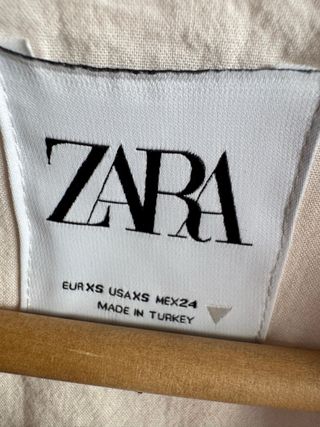 ZARA
EUR XS USA XS MEX 24
MADE IN TURKEY